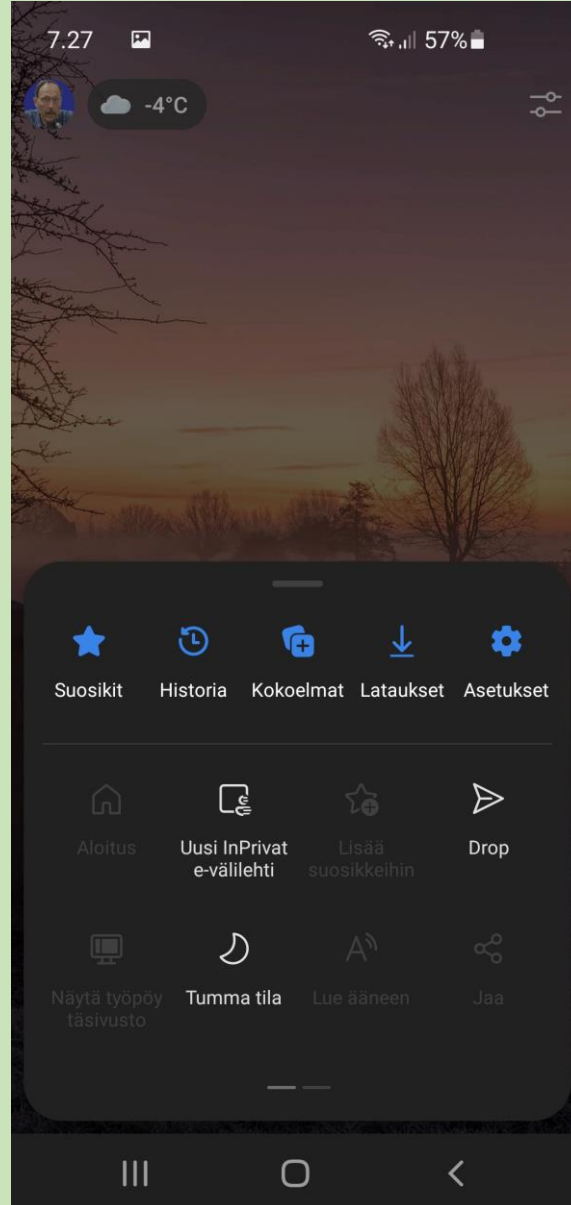 7.27 57%
-4°C
Suosikit Historia Kokoelmat Lataukset Asetukset
Aloitus Uusi InPrivat Lisää Drop
e-välilehti suosikkeihin
Näytä työpöy Tumma tila Lue ääneen Jaa
täsivusto